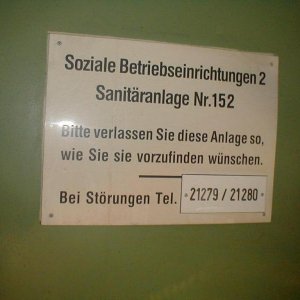 Soziale Betriebseinrichtungen 2
Sanitäranlage Nr. 152
Bitte verlassen Sie diese Anlage so,
wie Sie sie vorzufinden wünschen.
Bei Störungen Tel. 21279 / 21280